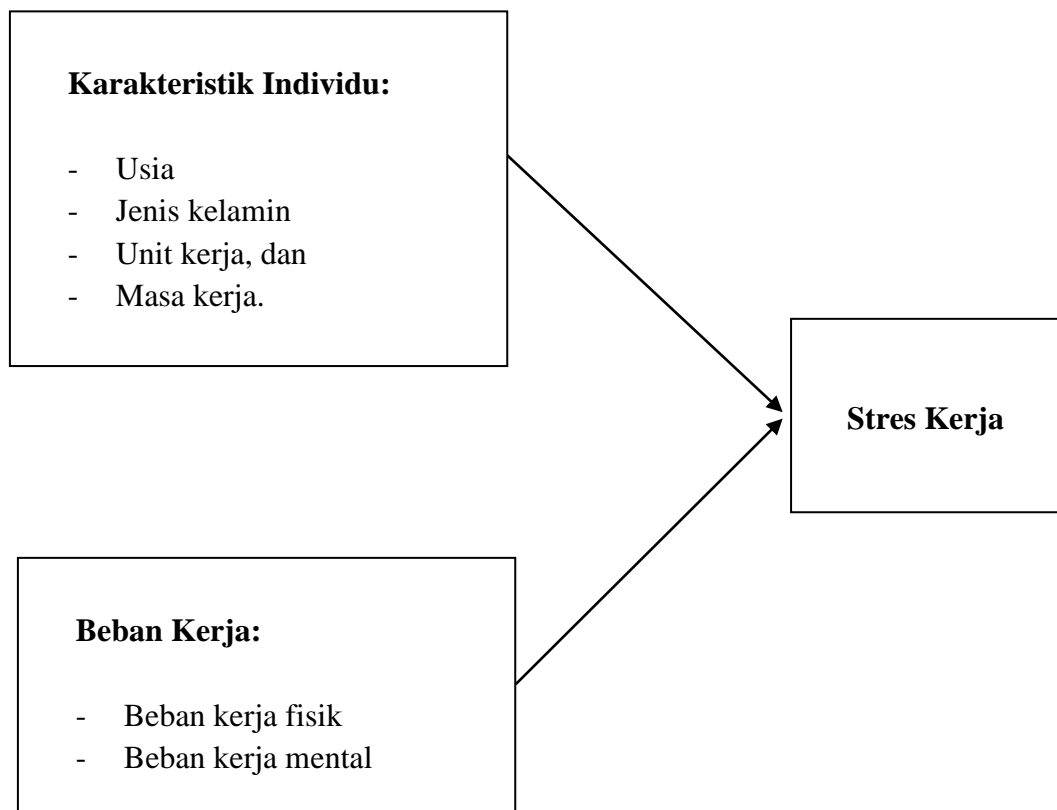 Karakteristik Individu:
- Usia
- Jenis kelamin
- Unit kerja, dan
- Masa kerja.
Stres Kerja
Beban Kerja:
- Beban kerja fisik
- Beban kerja mental